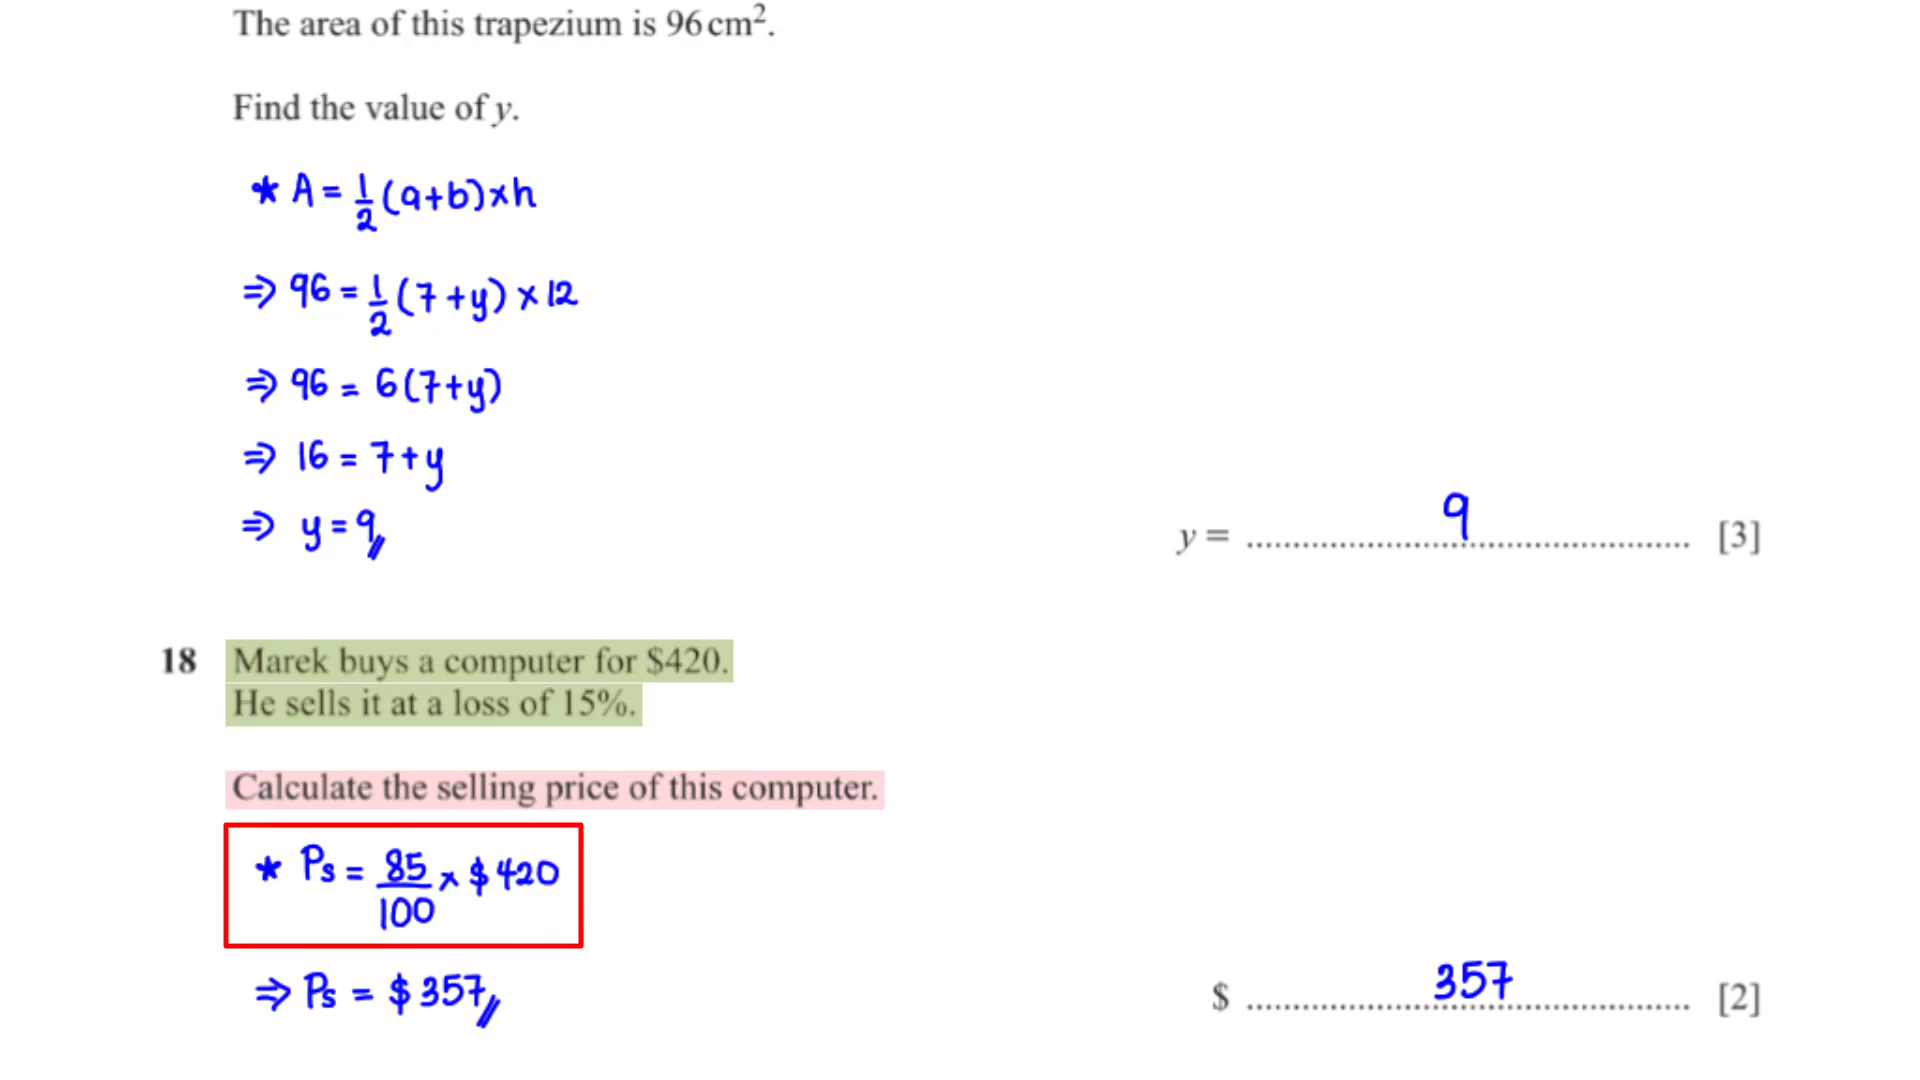 The area of this trapezium is 96 cm².
Find the value of y.
* A = 1/2 (a+b) × h
⇒ 96 = 1/2 (7+y) × 12
⇒ 96 = 6(7+y)
⇒ 16 = 7+y
⇒ y = 9
y = 9 [3]
18 Marek buys a computer for $420.
He sells it at a loss of 15%.
Calculate the selling price of this computer.
* Ps = 85/100 × $420
⇒ Ps = $357
$ 357 [2]